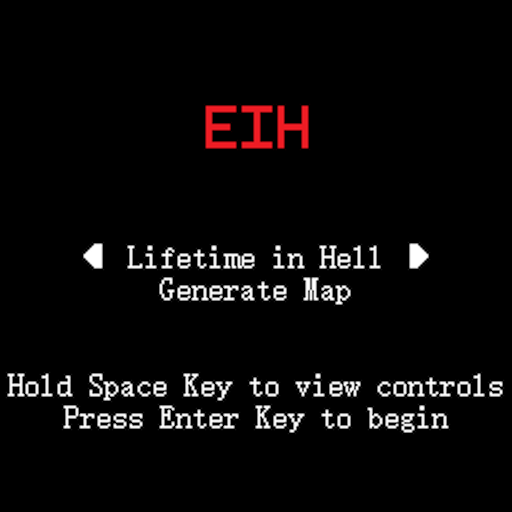 EIH
Lifetime in Hell
Generate Map
Hold Space Key to view controls
Press Enter Key to begin